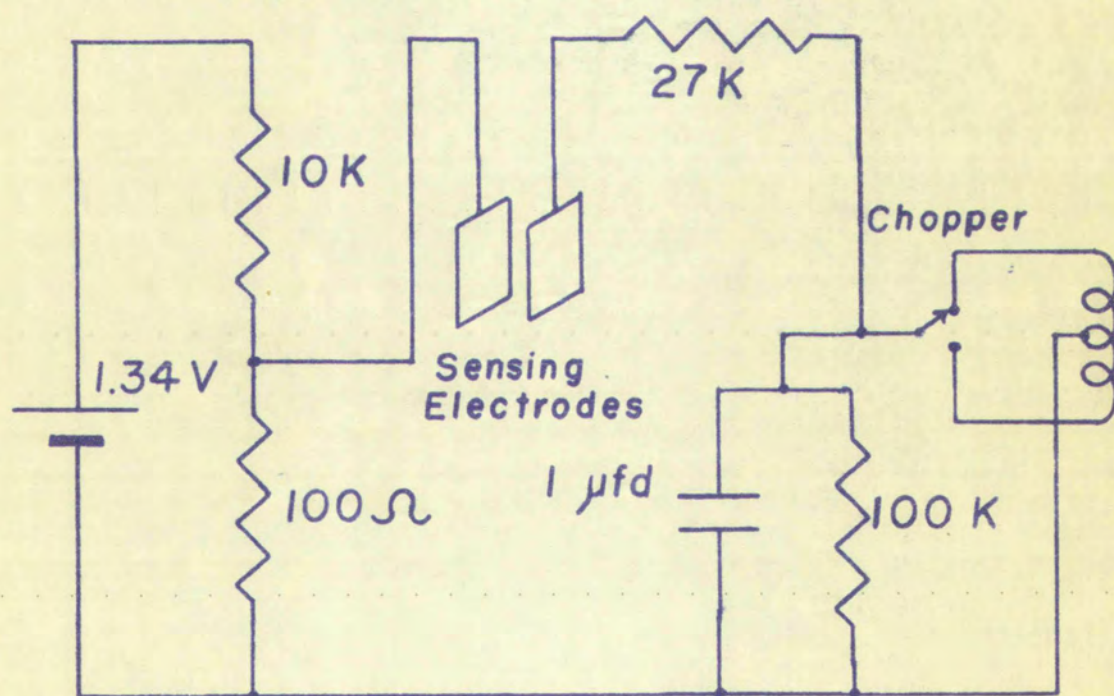 27K
10K
Chopper
1.34V
Sensing
Electrodes
1 µfd
100Ω
100 K